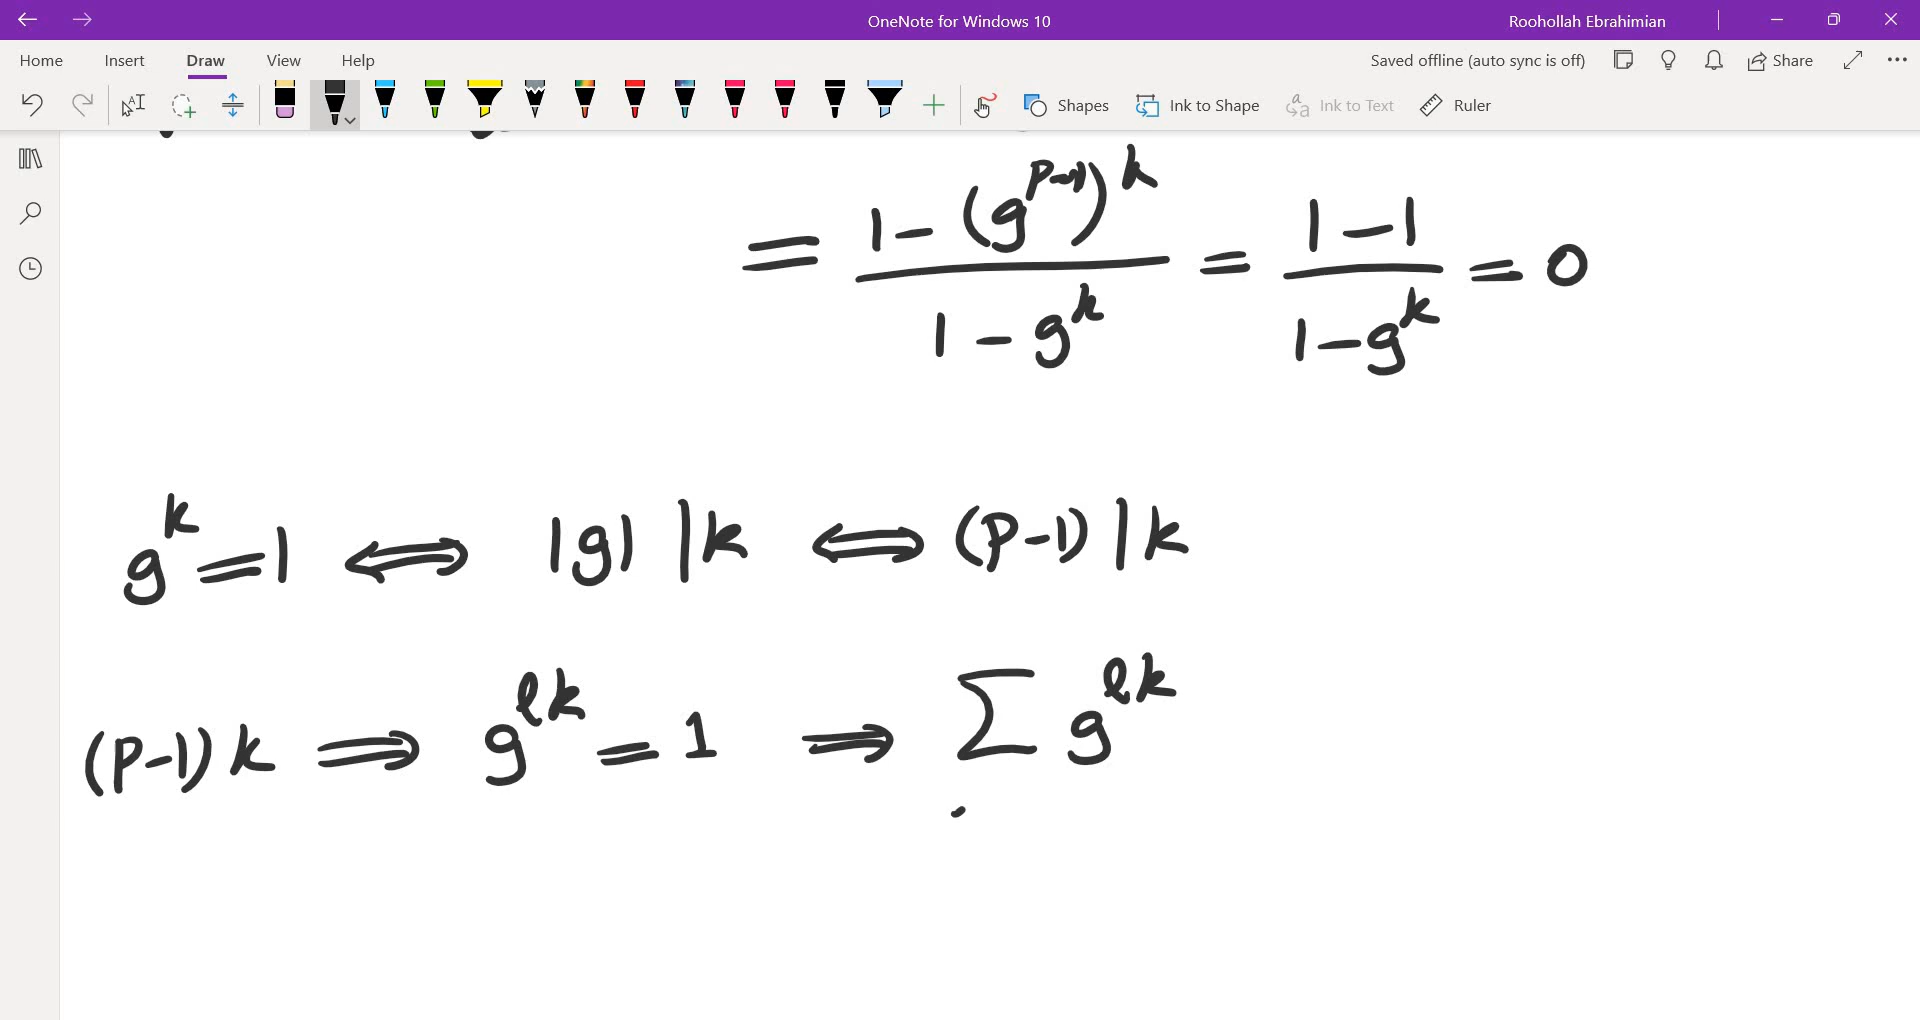 OneNote for Windows 10
Roohollah Ebrahimian
Home Insert Draw View Help
Saved offline (auto sync is off) Share
Shapes Ink to Shape Ink to Text Ruler
= (1 - (g^{p-1})^k) / (1 - g^k) = (1 - 1) / (1 - g^k) = 0
g^k = 1 ⟺ |g| | k ⟺ (p-1) | k
(p-1) k ⟹ g^{lk} = 1 ⟹ Σ g^{lk}